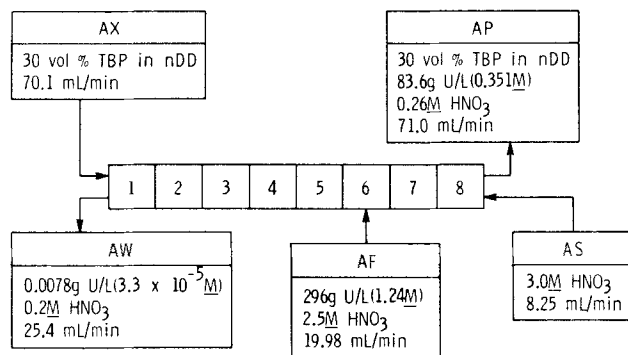 AX
30 vol % TBP in nDD
70.1 mL/min
AP
30 vol % TBP in nDD
83.6g U/L(0.351M)
0.26M HNO₃
71.0 mL/min
1 2 3 4 5 6 7 8
AW
0.0078g U/L(3.3 x 10⁻⁵M)
0.2M HNO₃
25.4 mL/min
AF
296g U/L(1.24M)
2.5M HNO₃
19.98 mL/min
AS
3.0M HNO₃
8.25 mL/min